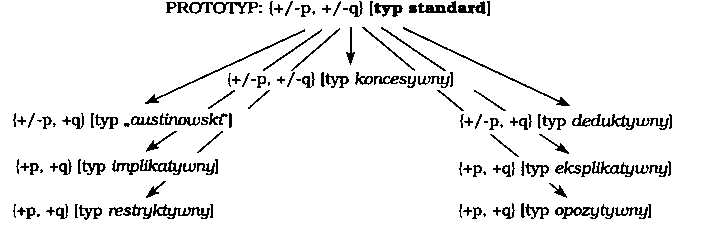 PROTOTYP: {+/-p, +/-q} [typ standard]
{+/-p, +/-q} [typ koncesywny]
{+/-p, +q} [typ „austinowski"]
{+/-p, +q} [typ deduktywny]
{+p, +q} [typ implikatywny]
{+p, +q} [typ eksplikatywny]
{+p, +q} [typ restryktywny]
{+p, +q} [typ opozytywny]